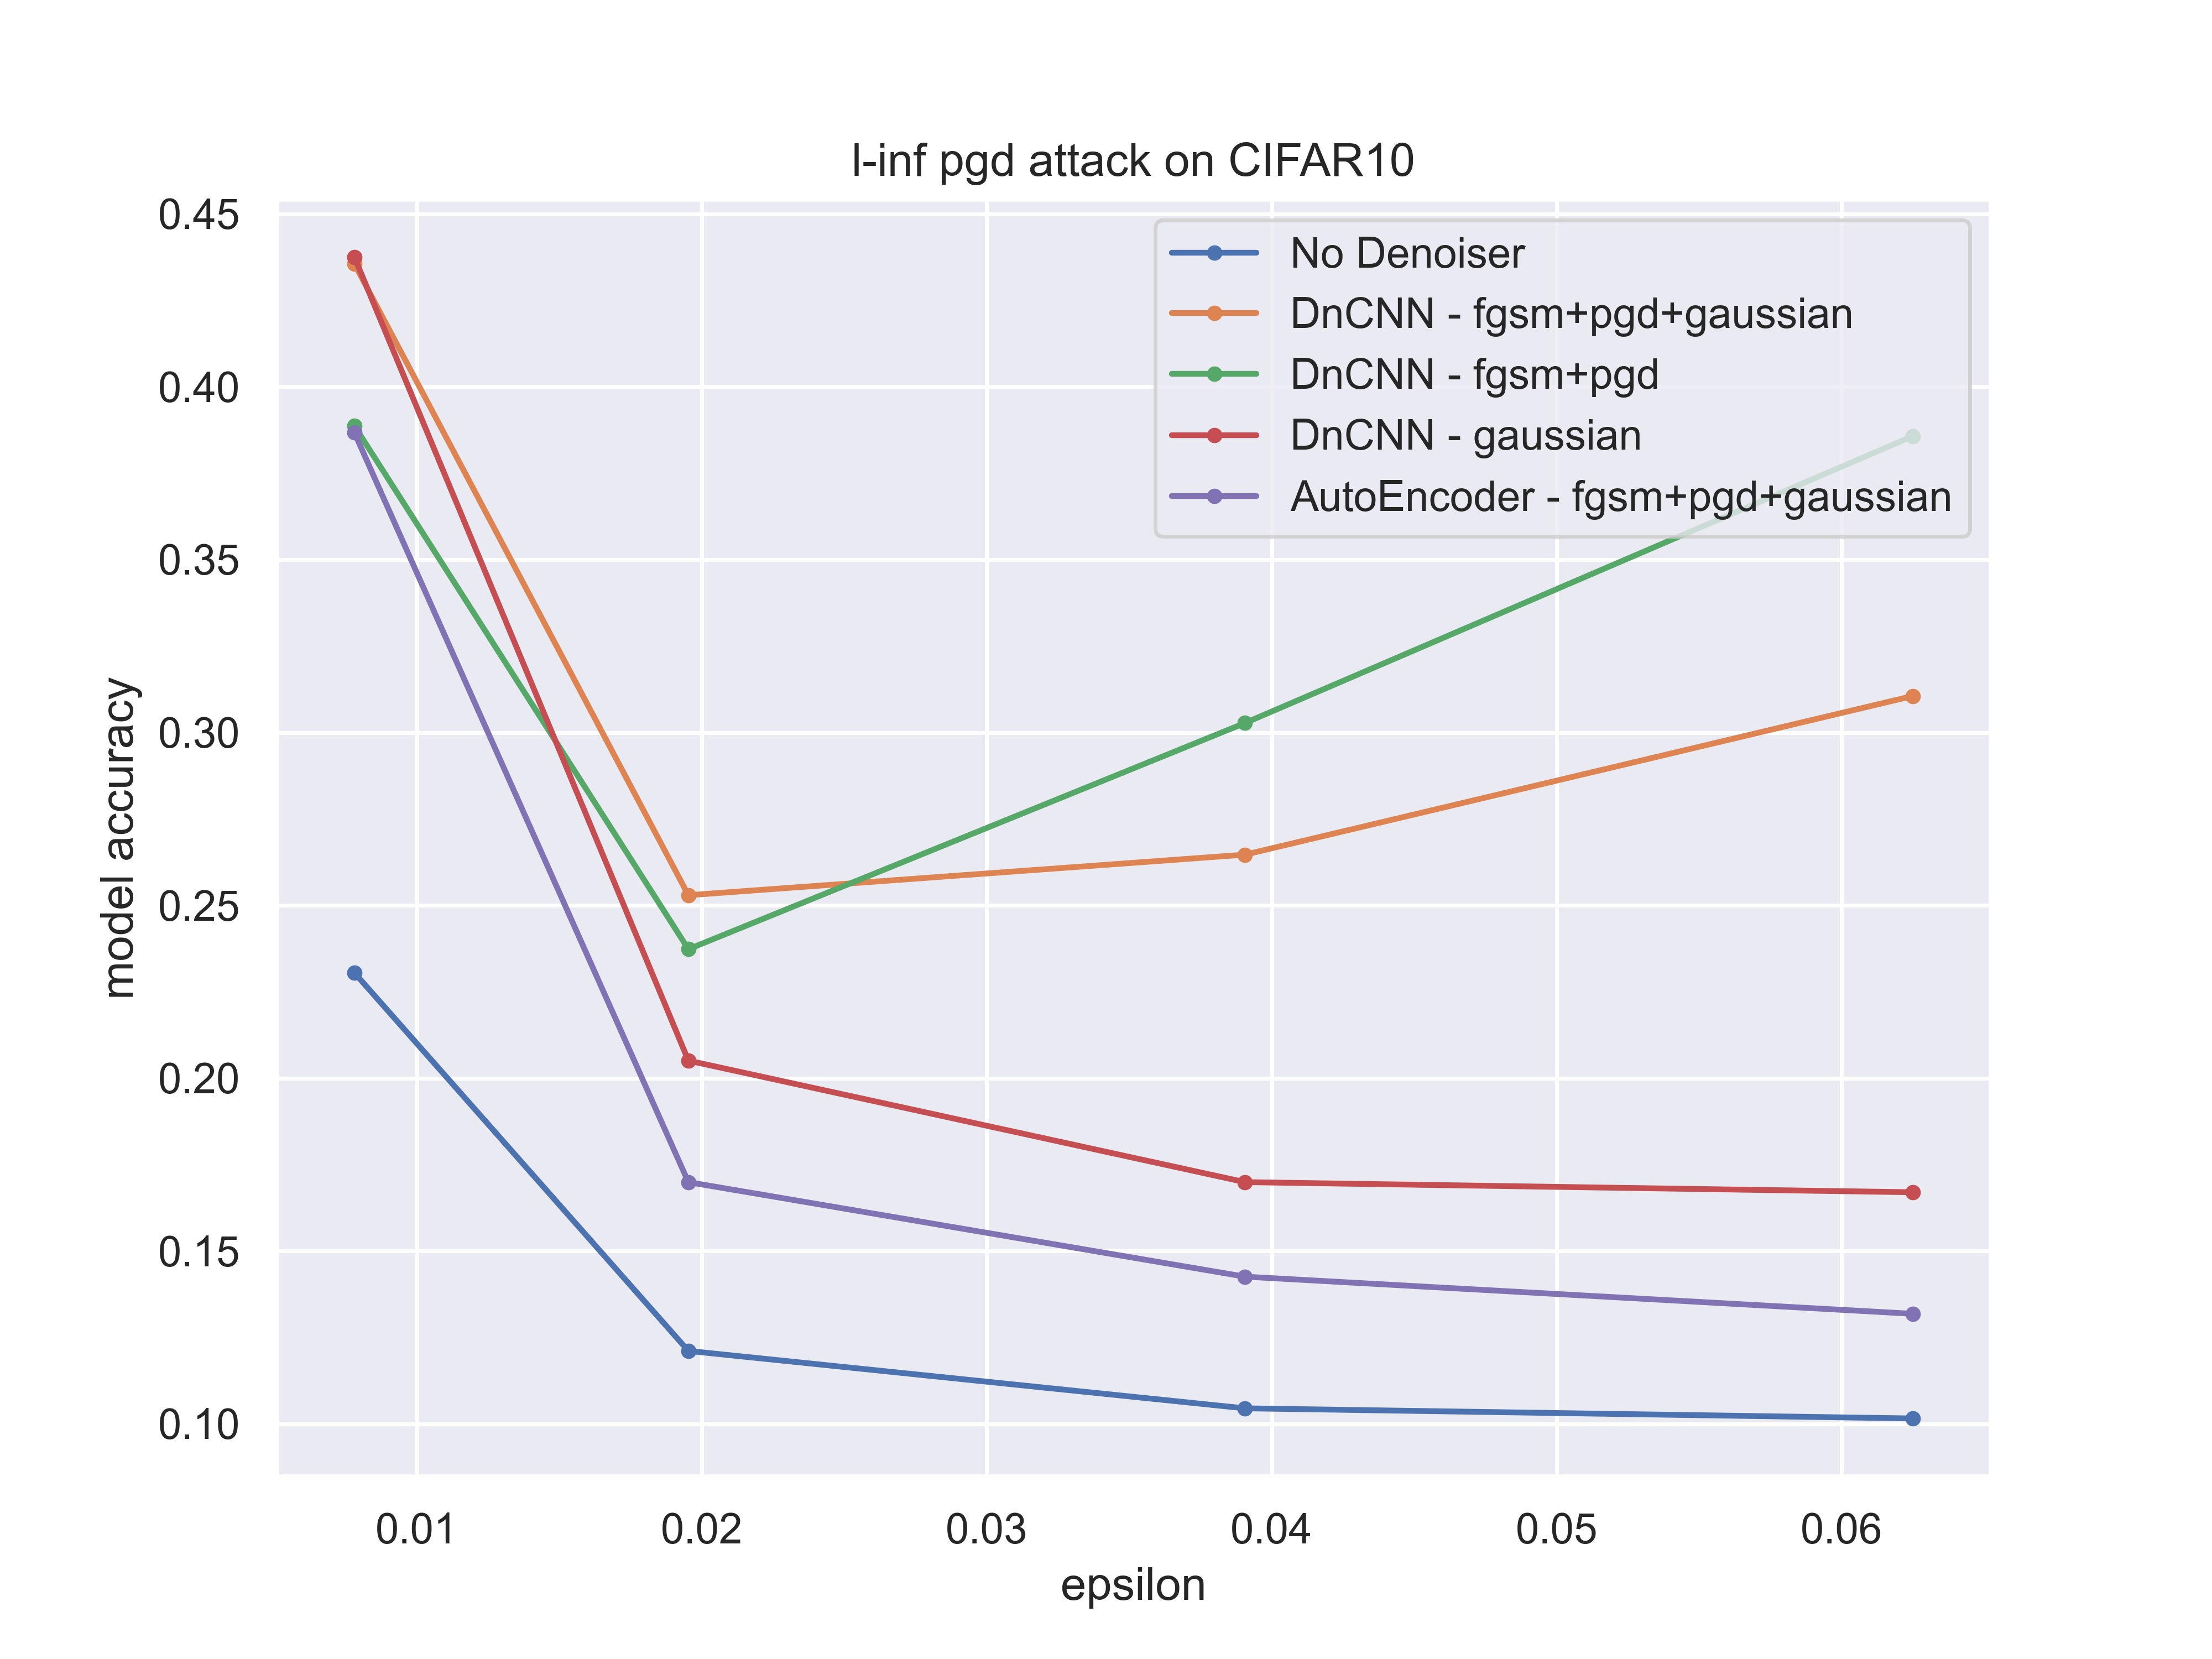 l-inf pgd attack on CIFAR10
0.45
0.40
0.35
0.30
0.25
0.20
0.15
0.10
model accuracy
No Denoiser
DnCNN - fgsm+pgd+gaussian
DnCNN - fgsm+pgd
DnCNN - gaussian
AutoEncoder - fgsm+pgd+gaussian
0.01 0.02 0.03 0.04 0.05 0.06
epsilon